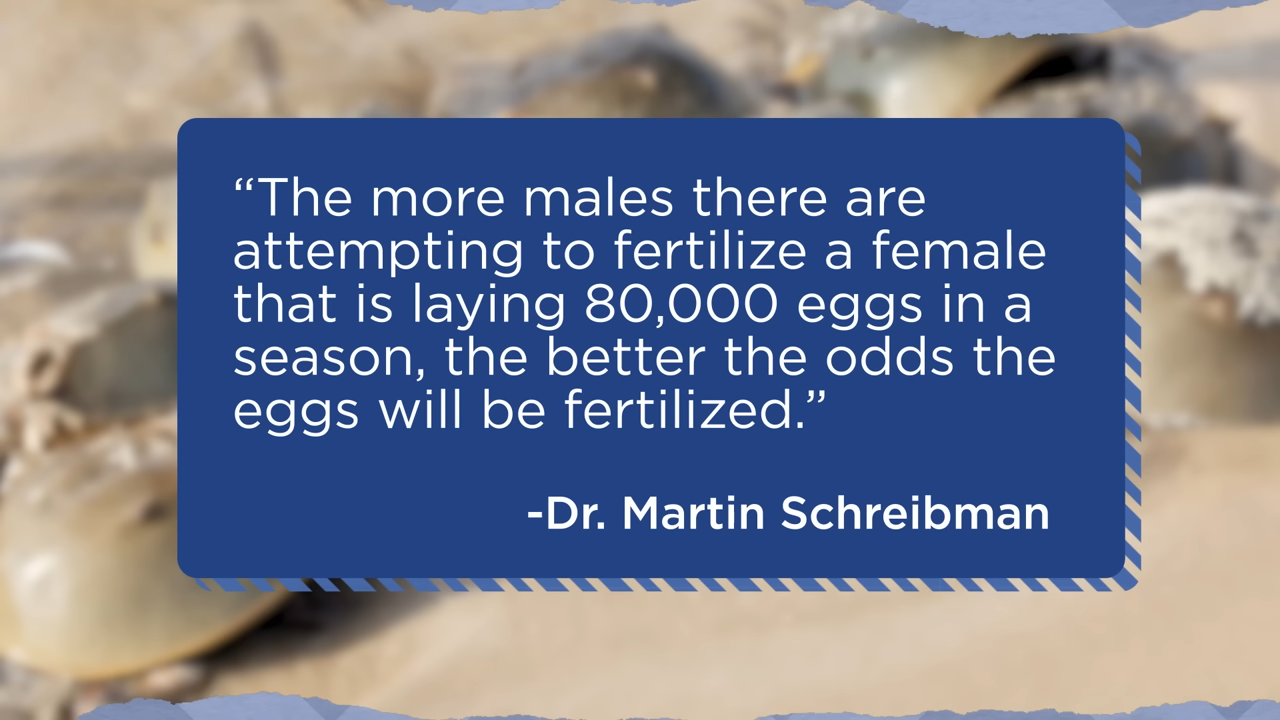 “The more males there are
attempting to fertilize a female
that is laying 80,000 eggs in a
season, the better the odds the
eggs will be fertilized.”
-Dr. Martin Schreibman